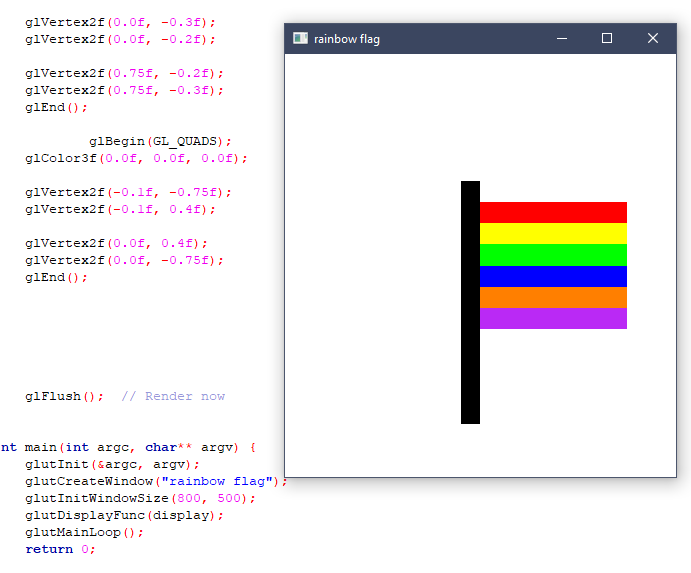 glVertex2f(0.0f, -0.3f);
glVertex2f(0.0f, -0.2f);
glVertex2f(0.75f, -0.2f);
glVertex2f(0.75f, -0.3f);
glEnd();
glBegin(GL_QUADS);
glColor3f(0.0f, 0.0f, 0.0f);
glVertex2f(-0.1f, -0.75f);
glVertex2f(-0.1f, 0.4f);
glVertex2f(0.0f, 0.4f);
glVertex2f(0.0f, -0.75f);
glEnd();
glFlush();  // Render now
nt main(int argc, char** argv) {
glutInit(&argc, argv);
glutCreateWindow("rainbow flag");
glutInitWindowSize(800, 500);
glutDisplayFunc(display);
glutMainLoop();
return 0;
rainbow flag